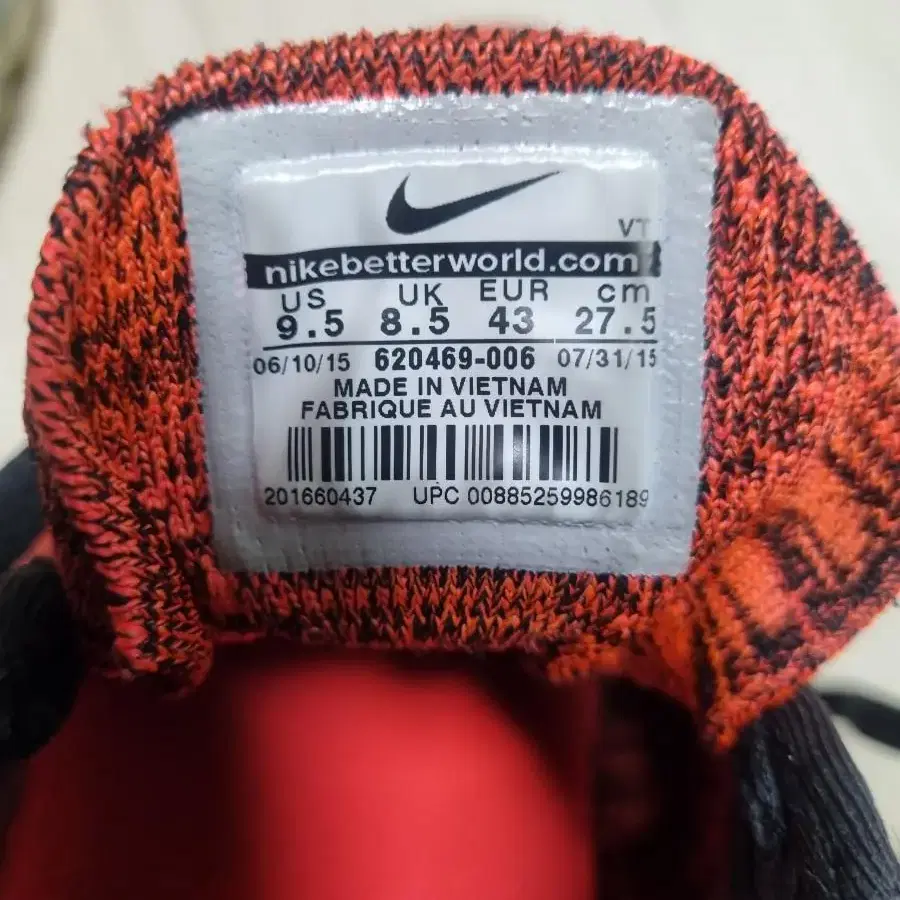 VT
nikebetterworld.com
US UK EUR cm
9.5 8.5 43 27.5
06/10/15 620469-006 07/31/15
MADE IN VIETNAM
FABRIQUE AU VIETNAM
201660437 UPC 00885259986189